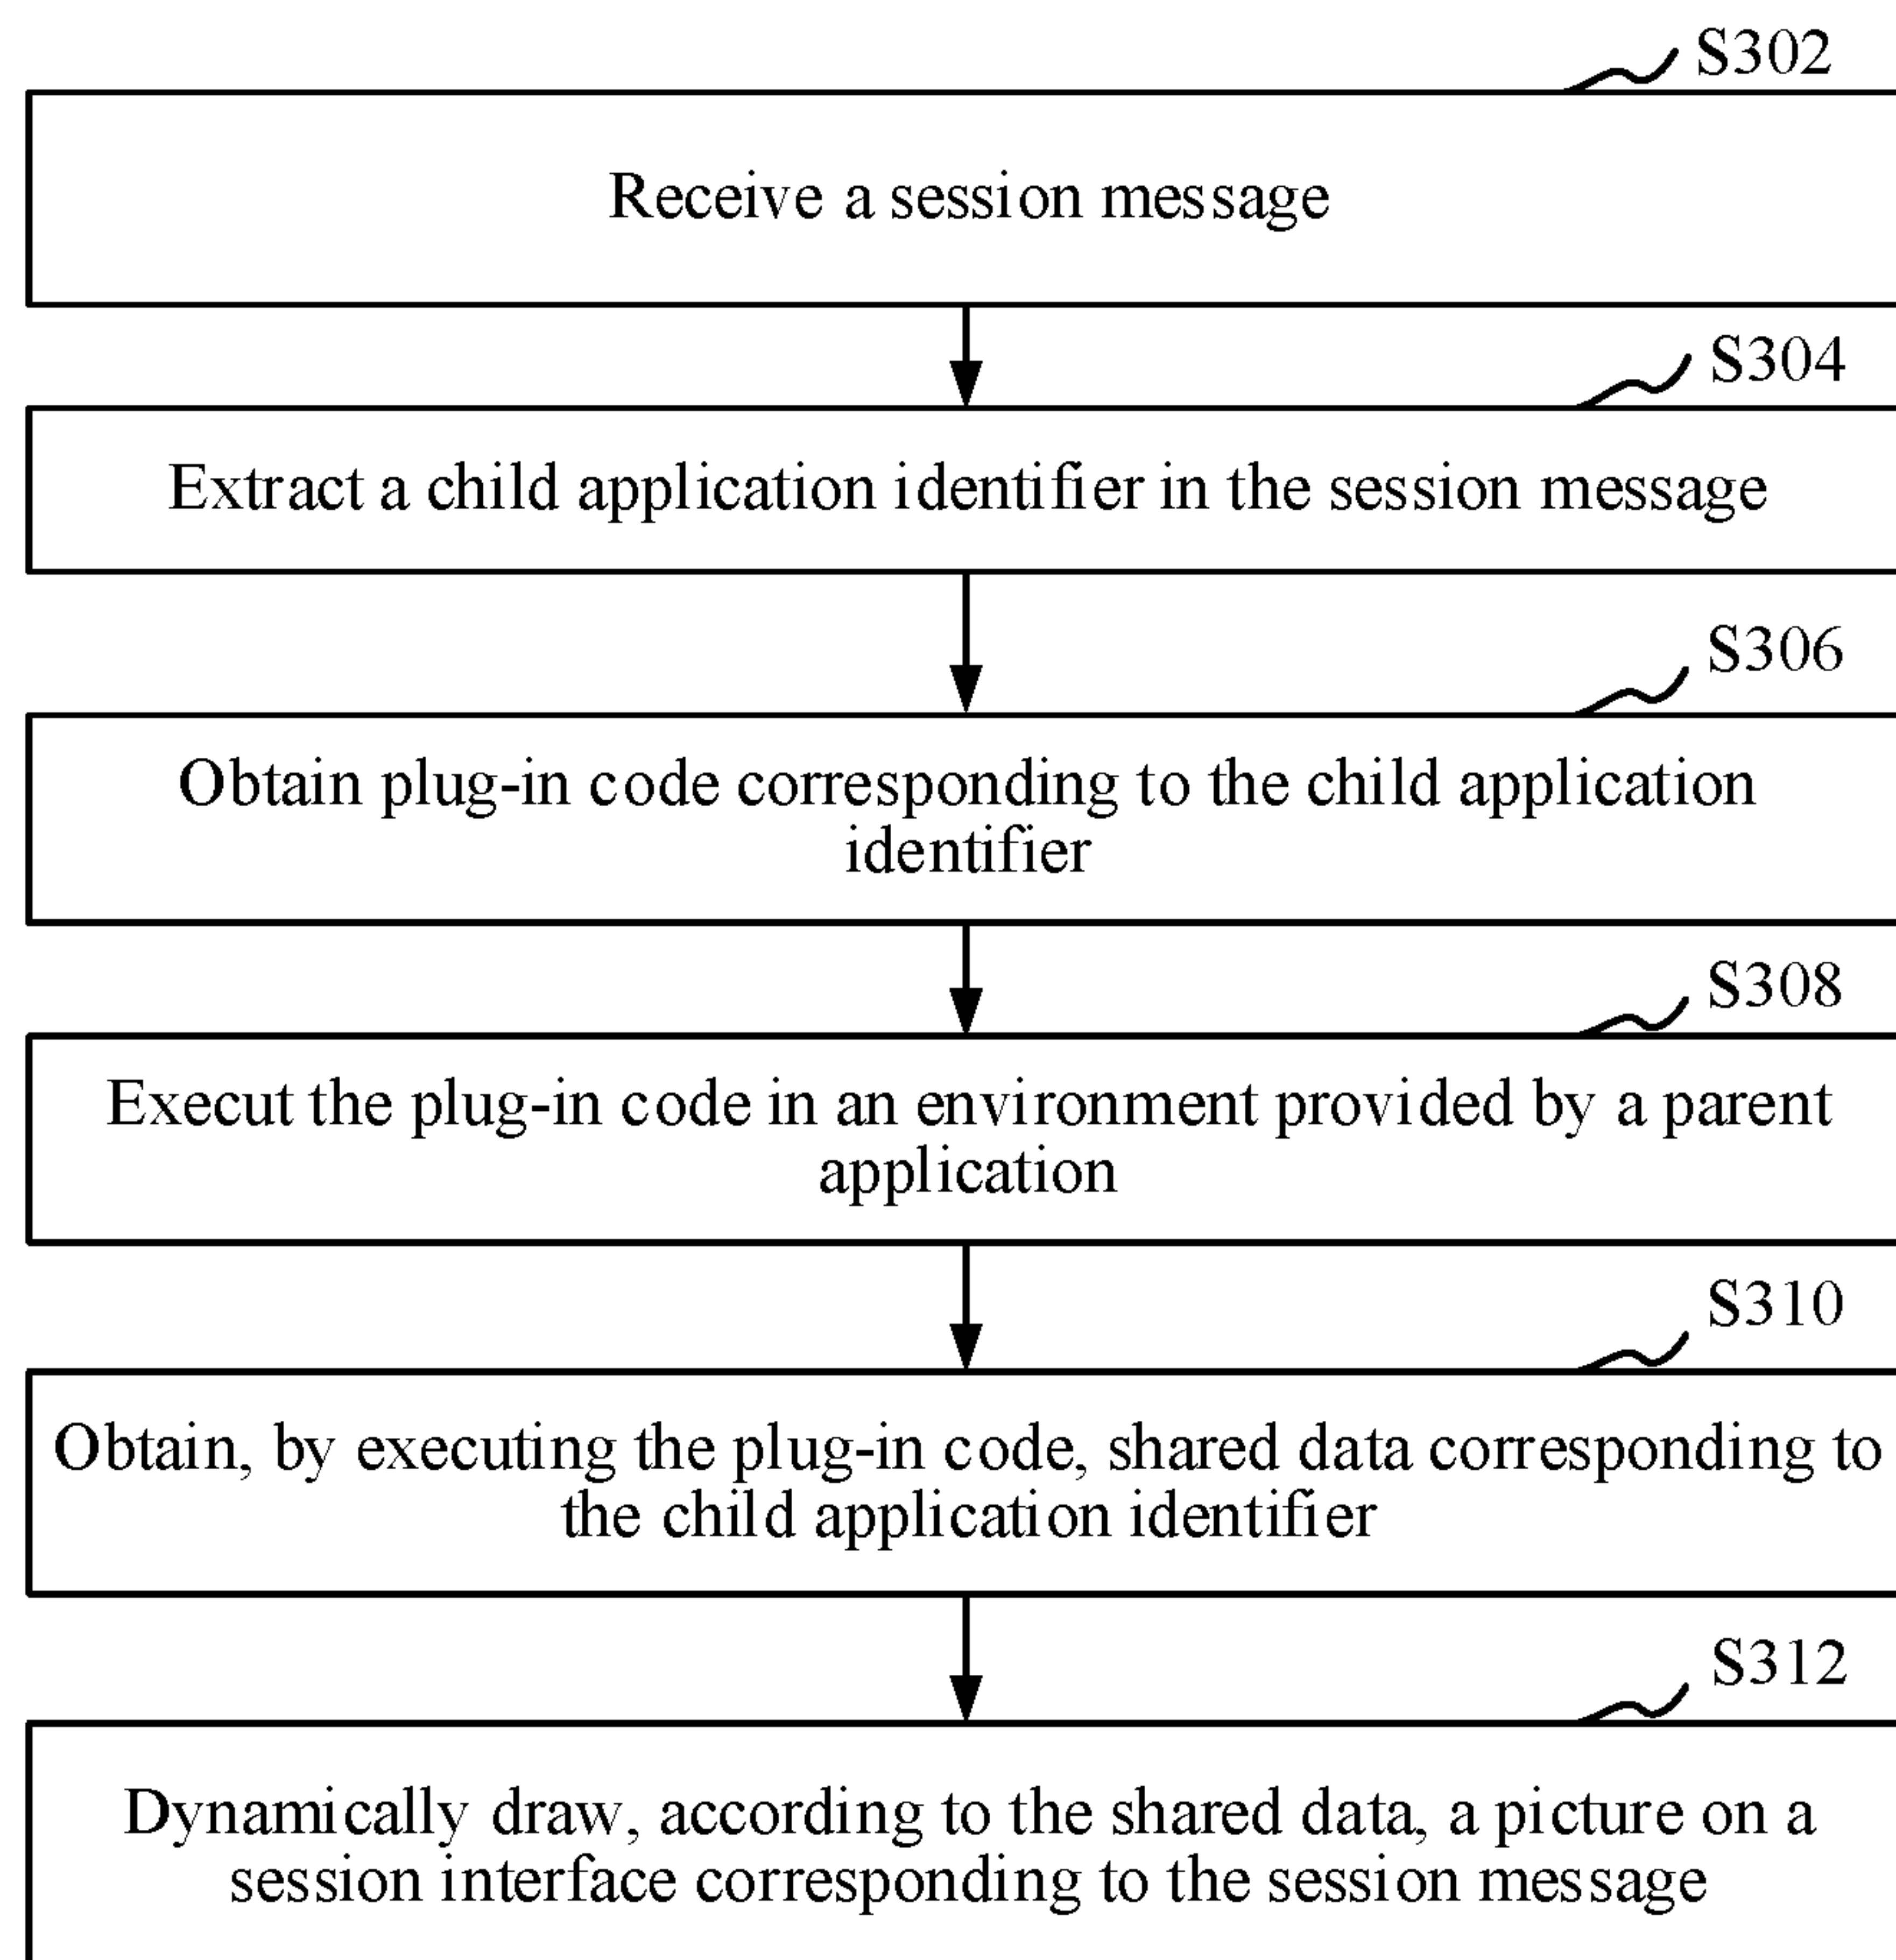 S302
Receive a session message
S304
Extract a child application identifier in the session message
S306
Obtain plug-in code corresponding to the child application
identifier
S308
Execut the plug-in code in an environment provided by a parent
application
S310
Obtain, by executing the plug-in code, shared data corresponding to
the child application identifier
S312
Dynamically draw, according to the shared data, a picture on a
session interface corresponding to the session message